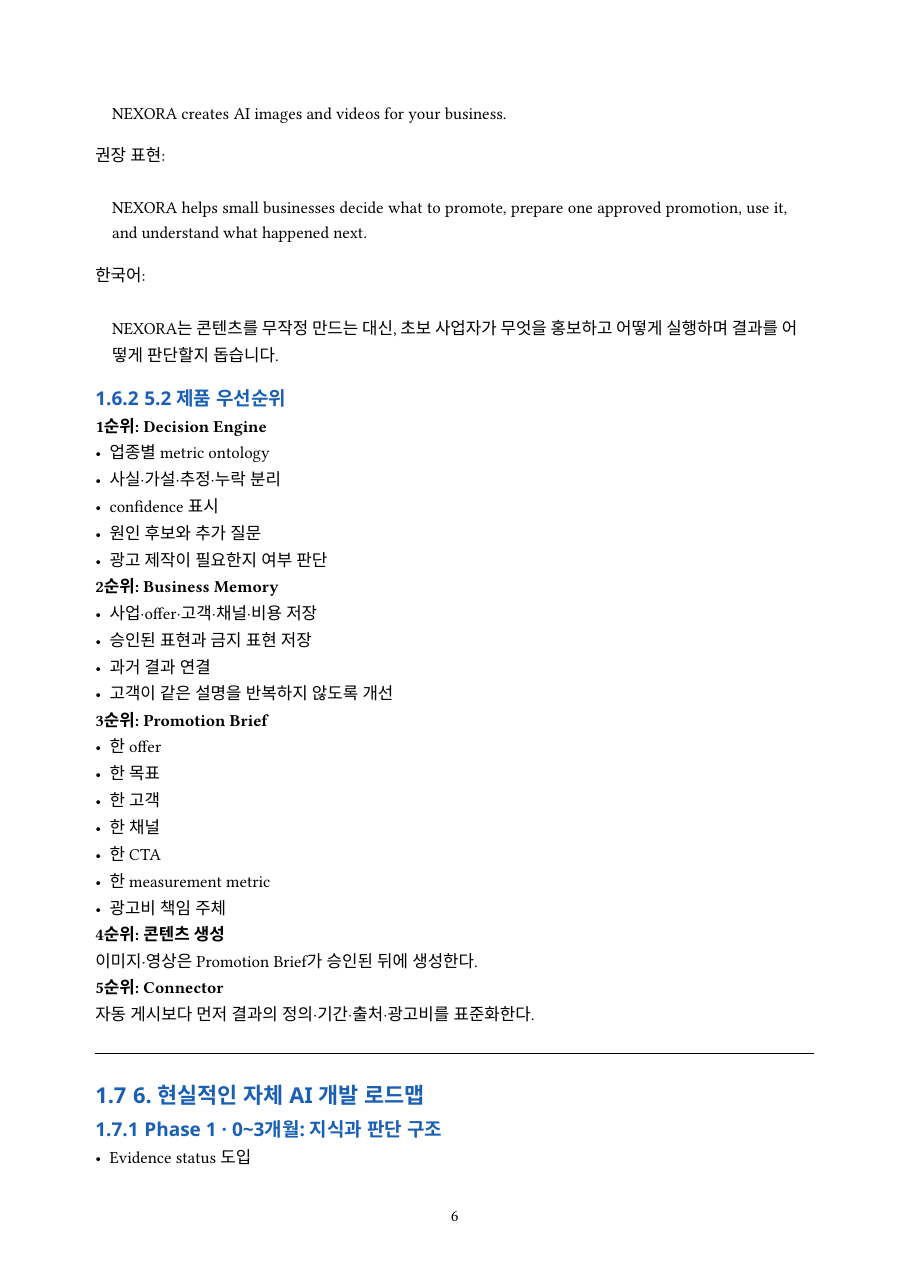 NEXORA creates AI images and videos for your business.
권장 표현:
NEXORA helps small businesses decide what to promote, prepare one approved promotion, use it,
and understand what happened next.
한국어:
NEXORA는 콘텐츠를 무작정 만드는 대신, 초보 사업자가 무엇을 홍보하고 어떻게 실행하며 결과를 어
떻게 판단할지 돕습니다.
1.6.2 5.2 제품 우선순위
1순위: Decision Engine
• 업종별 metric ontology
• 사실·가설·추정·누락 분리
• confidence 표시
• 원인 후보와 추가 질문
• 광고 제작이 필요한지 여부 판단
2순위: Business Memory
• 사업·offer·고객·채널·비용 저장
• 승인된 표현과 금지 표현 저장
• 과거 결과 연결
• 고객이 같은 설명을 반복하지 않도록 개선
3순위: Promotion Brief
• 한 offer
• 한 목표
• 한 고객
• 한 채널
• 한 CTA
• 한 measurement metric
• 광고비 책임 주체
4순위: 콘텐츠 생성
이미지·영상은 Promotion Brief가 승인된 뒤에 생성한다.
5순위: Connector
자동 게시보다 먼저 결과의 정의·기간·출처·광고비를 표준화한다.
1.7 6. 현실적인 자체 AI 개발 로드맵
1.7.1 Phase 1 · 0~3개월: 지식과 판단 구조
• Evidence status 도입
6